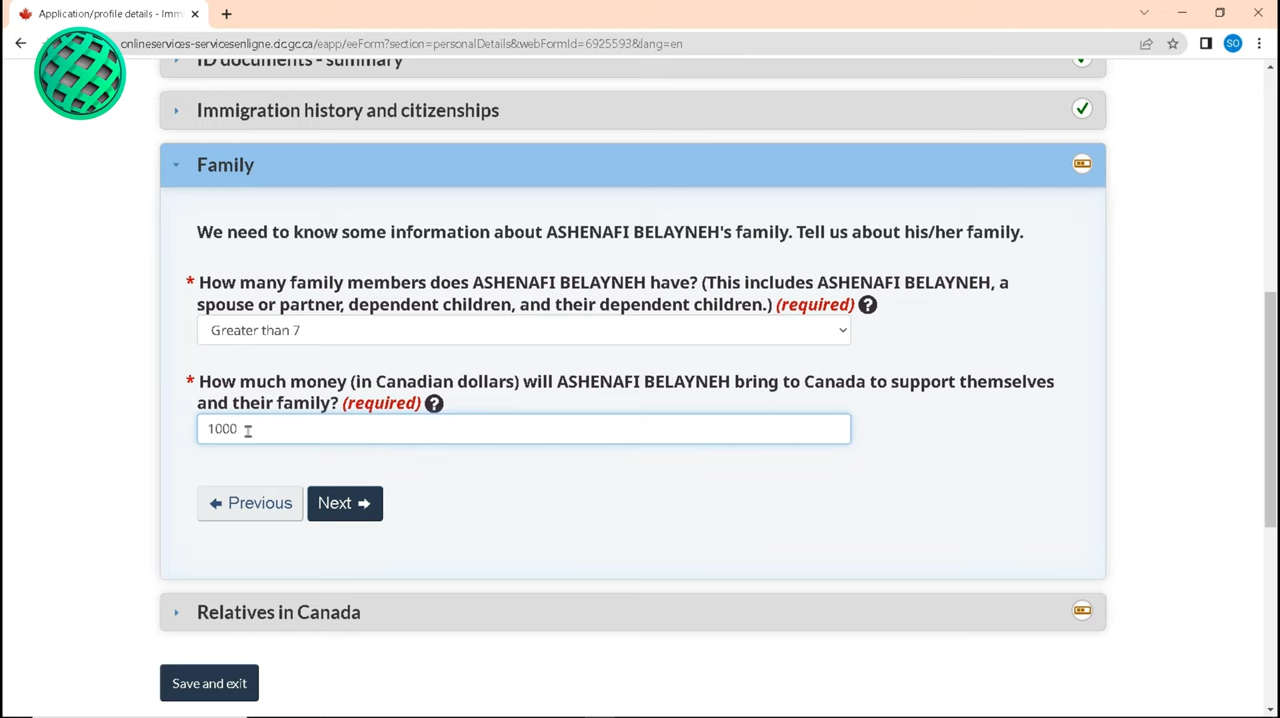 Application/profile details - Imm
onlineservices-servicesenligne.cic.gc.ca/eapp/eeForm?section=personalDetails&webFormId=6925593&lang=en
SO
ID documents - summary
Immigration history and citizenships
Family
We need to know some information about ASHENAFI BELAYNEH's family. Tell us about his/her family.
* How many family members does ASHENAFI BELAYNEH have? (This includes ASHENAFI BELAYNEH, a
spouse or partner, dependent children, and their dependent children.) (required) ?
Greater than 7
* How much money (in Canadian dollars) will ASHENAFI BELAYNEH bring to Canada to support themselves
and their family? (required) ?
1000
Previous
Next
Relatives in Canada
Save and exit